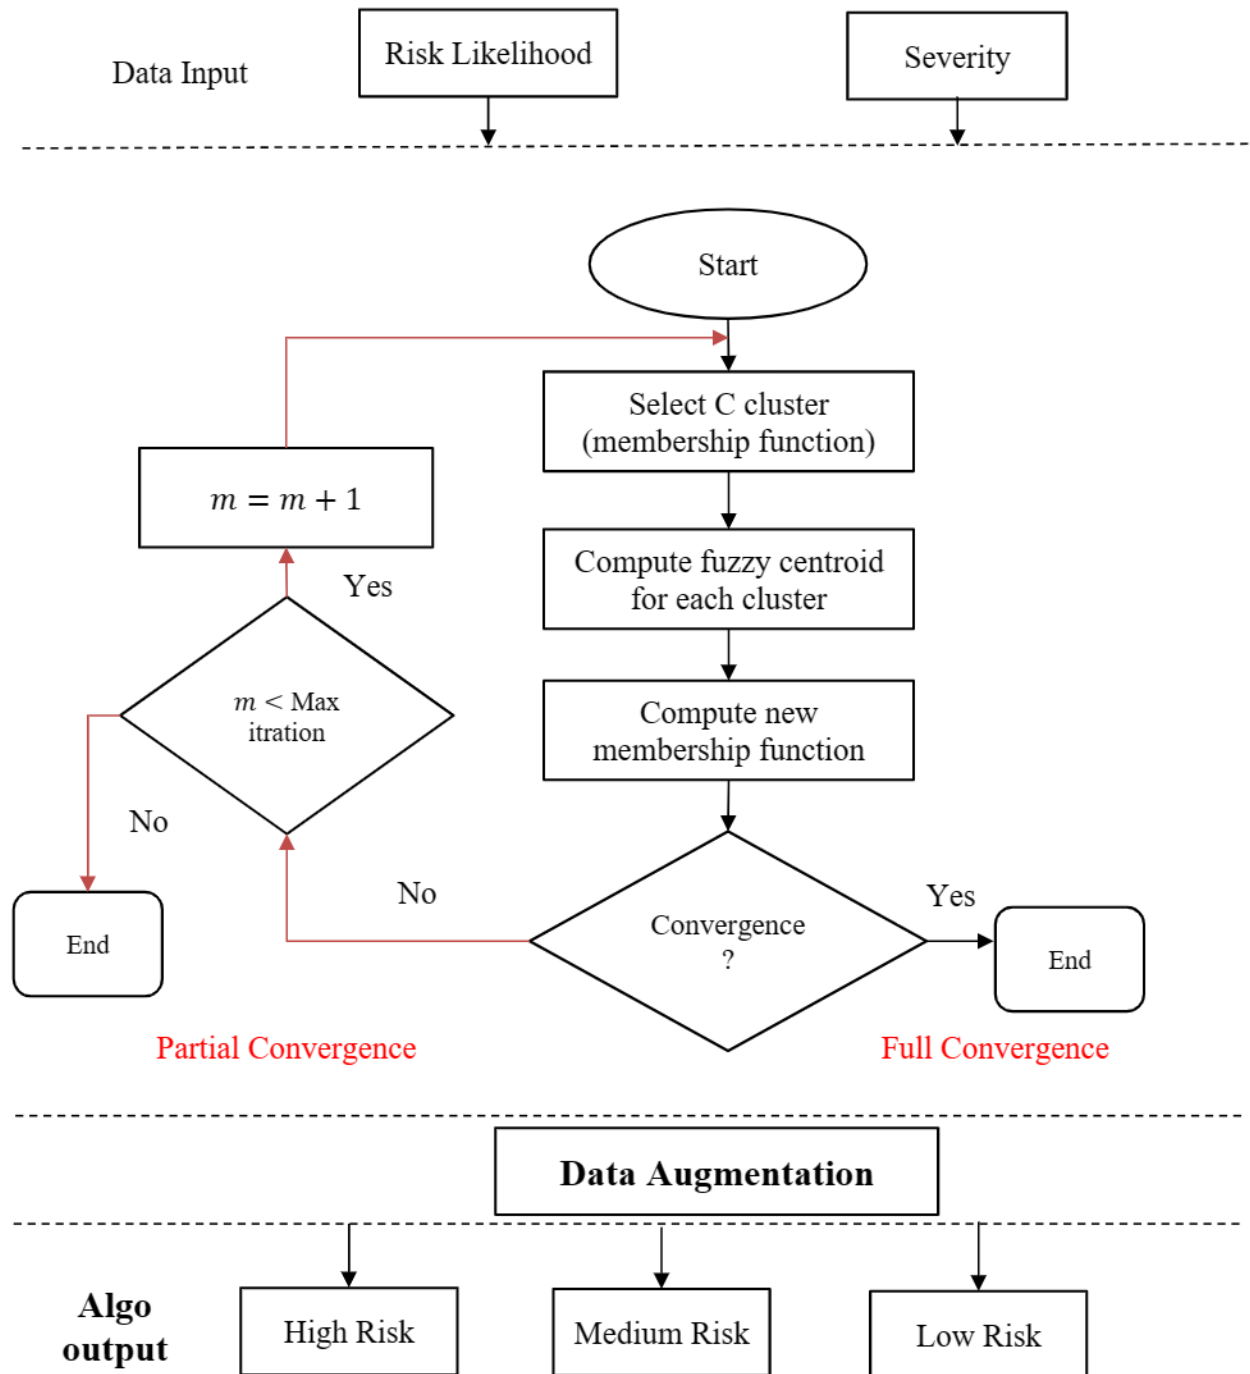 Risk Likelihood
Severity
Data Input
Start
Select C cluster
(membership function)
𝑚 = 𝑚 + 1
Compute fuzzy centroid
for each cluster
Yes
𝑚 < Max
itration
Compute new
membership function
No
No
Yes
Convergence
?
End
End
Partial Convergence
Full Convergence
Data Augmentation
Algo
output
High Risk
Medium Risk
Low Risk